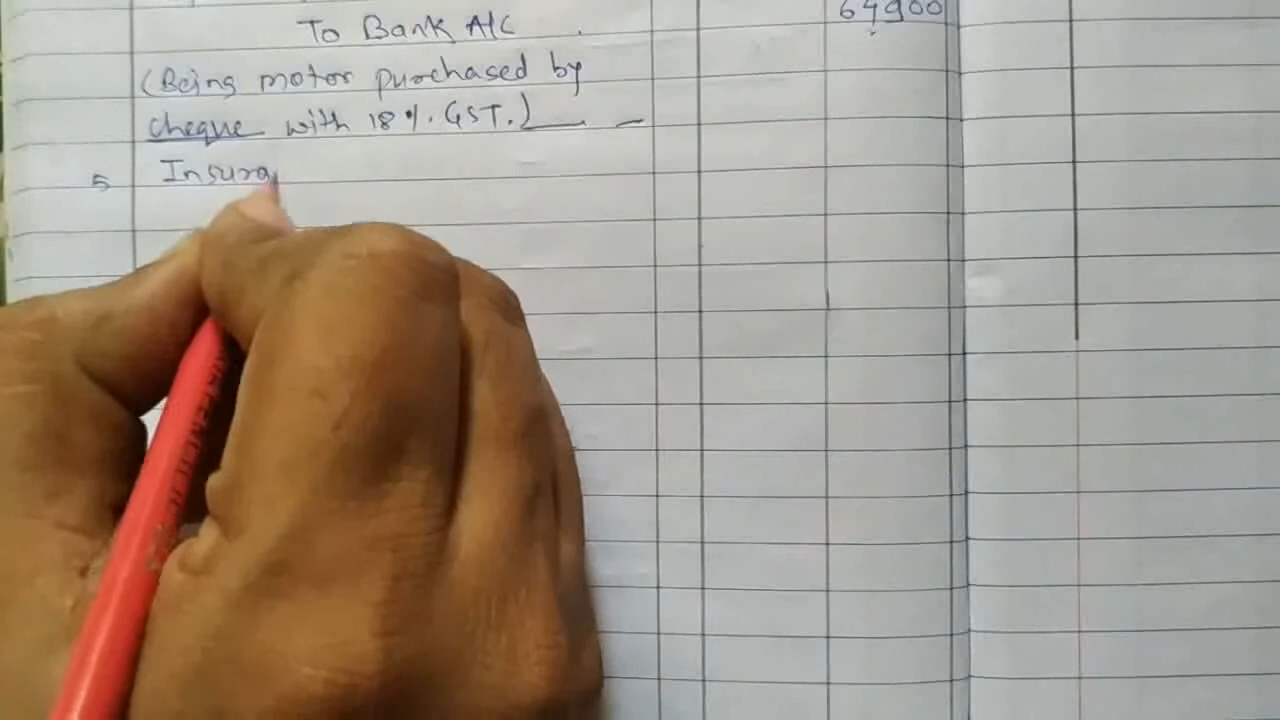 To Bank A/C 64900
(Being motor purchased by
cheque with 18%. GST.)
5 Insura